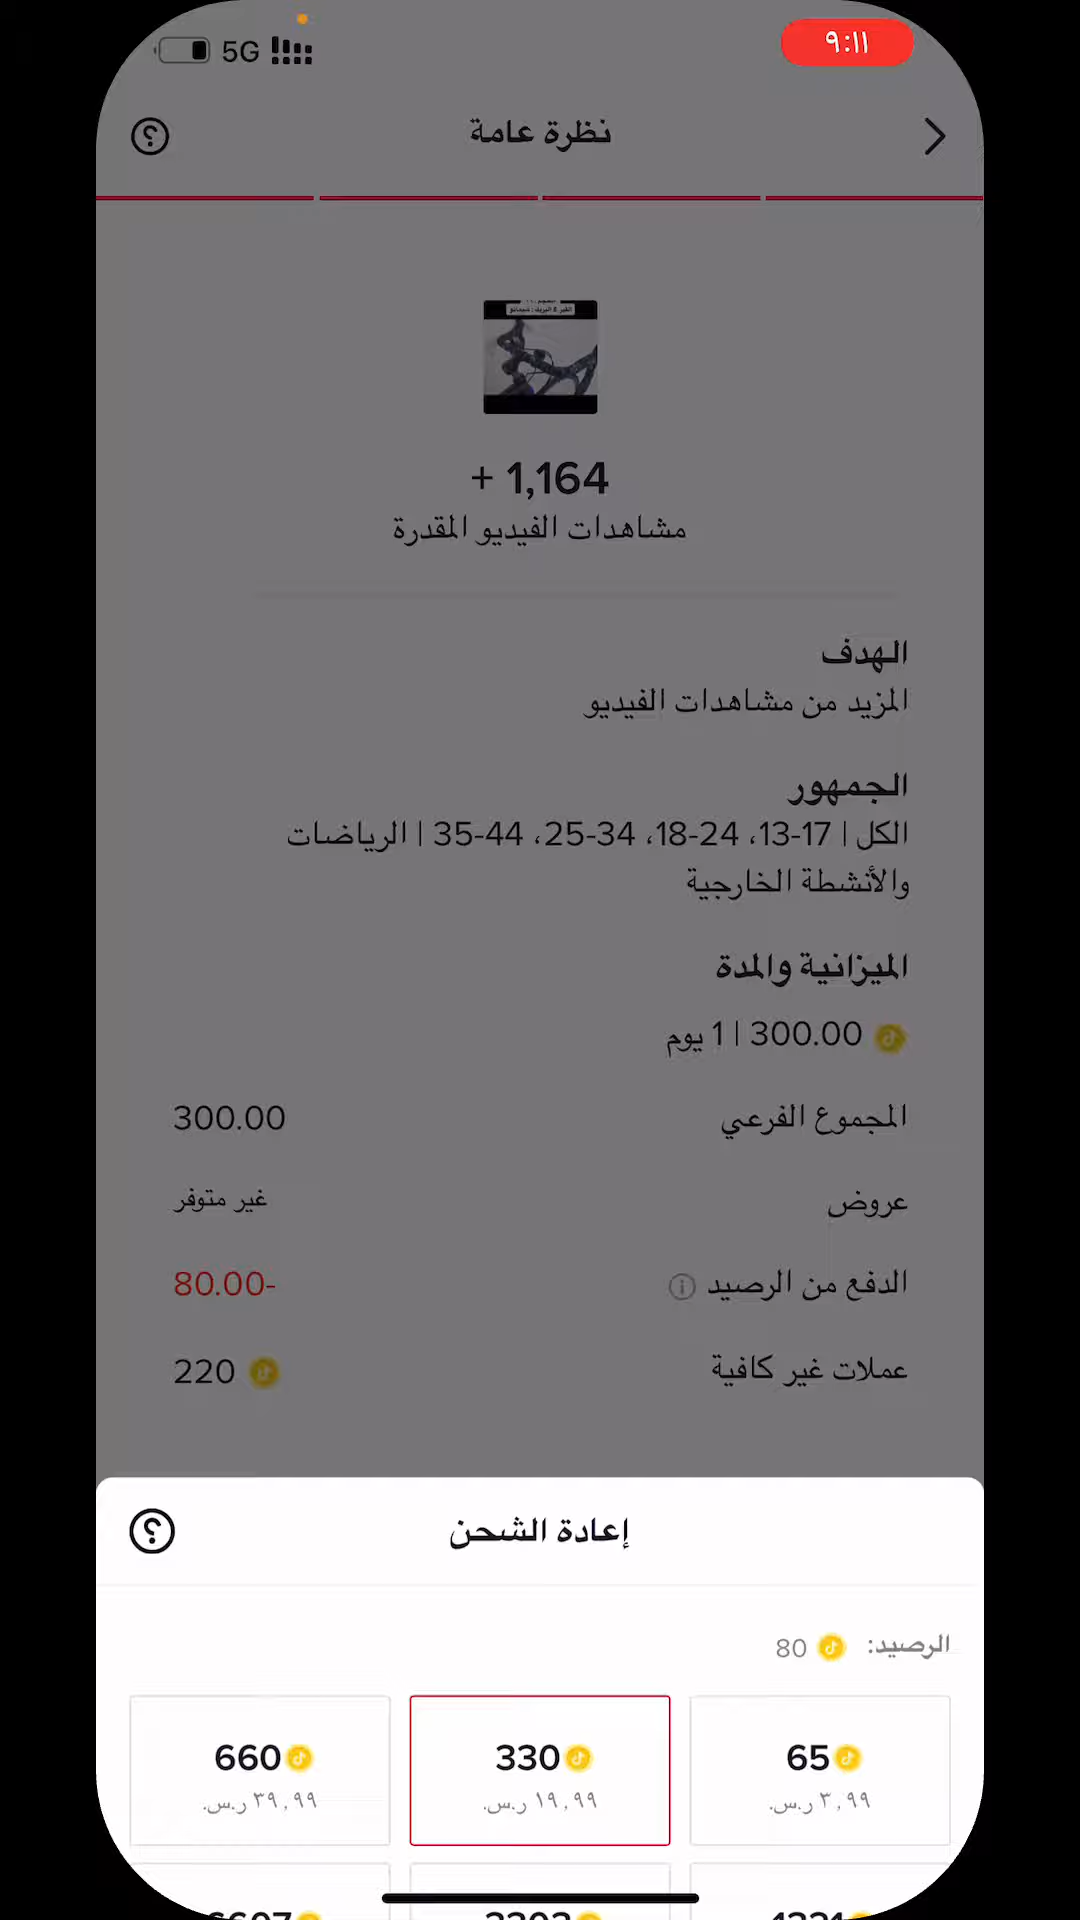 5G
٩:١١
نظرة عامة
+ 1,164
مشاهدات الفيديو المقدرة
الهدف
المزيد من مشاهدات الفيديو
الجمهور
الكل | 13-17، 18-24، 25-34، 35-44 | الرياضات
والأنشطة الخارجية
الميزانية والمدة
300.00 | 1 يوم
المجموع الفرعي 300.00
عروض غير متوفر
الدفع من الرصيد -80.00
عملات غير كافية 220
إعادة الشحن
الرصيد: 80
65 330 660
٣,٩٩ ر.س. ١٩,٩٩ ر.س. ٣٩,٩٩ ر.س.